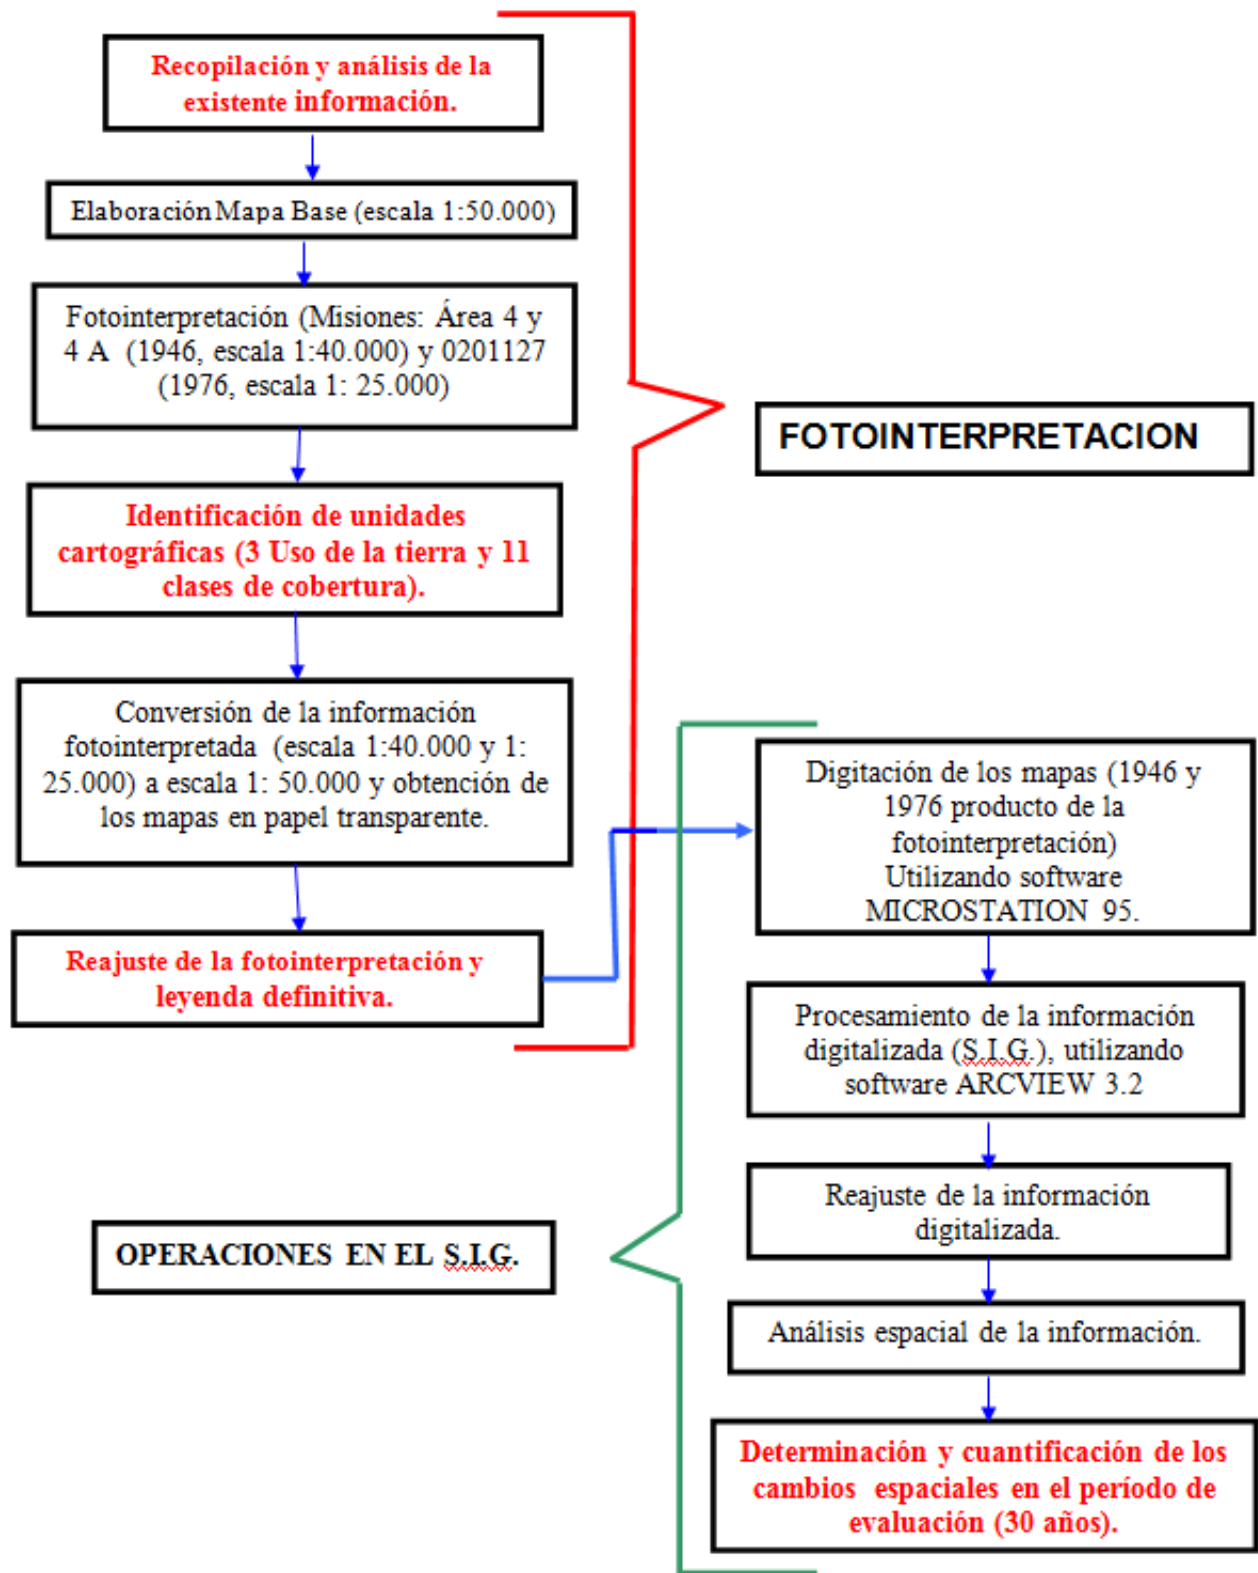 Recopilación y análisis de la
existente información.
Elaboración Mapa Base (escala 1:50.000)
Fotointerpretación (Misiones: Área 4 y
4 A (1946, escala 1:40.000) y 0201127
(1976, escala 1: 25.000)
Identificación de unidades
cartográficas (3 Uso de la tierra y 11
clases de cobertura).
Conversión de la información
fotointerpretada (escala 1:40.000 y 1:
25.000) a escala 1: 50.000 y obtención de
los mapas en papel transparente.
Reajuste de la fotointerpretación y
leyenda definitiva.
FOTOINTERPRETACION
Digitación de los mapas (1946 y
1976 producto de la
fotointerpretación)
Utilizando software
MICROSTATION 95.
Procesamiento de la información
digitalizada (S.I.G.), utilizando
software ARCVIEW 3.2
Reajuste de la información
digitalizada.
Análisis espacial de la información.
Determinación y cuantificación de los
cambios espaciales en el período de
evaluación (30 años).
OPERACIONES EN EL S.I.G.